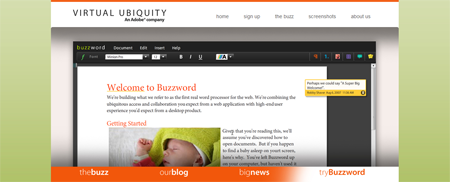 VIRTUAL UBIQUITY
An Adobe® company
home sign up the buzz screenshots about us
buzzword Document Edit Insert Help
Welcome to Buzzword
We're building what we refer to as the first real word processor for the web. We're combining the
ubiquitous access and collaboration you expect from a web application with high-end user
experience you'd expect from a desktop product.
Perhaps we could say "A Super Big
Welcome!"
Getting Started
Given that you're reading this, we'll
assume you've discovered how to
open documents. But if you happen
to find a baby asleep on your screen,
here's why. You've left Buzzword up
on your computer, but haven't used it
thebuzz ourblog bignews tryBuzzword